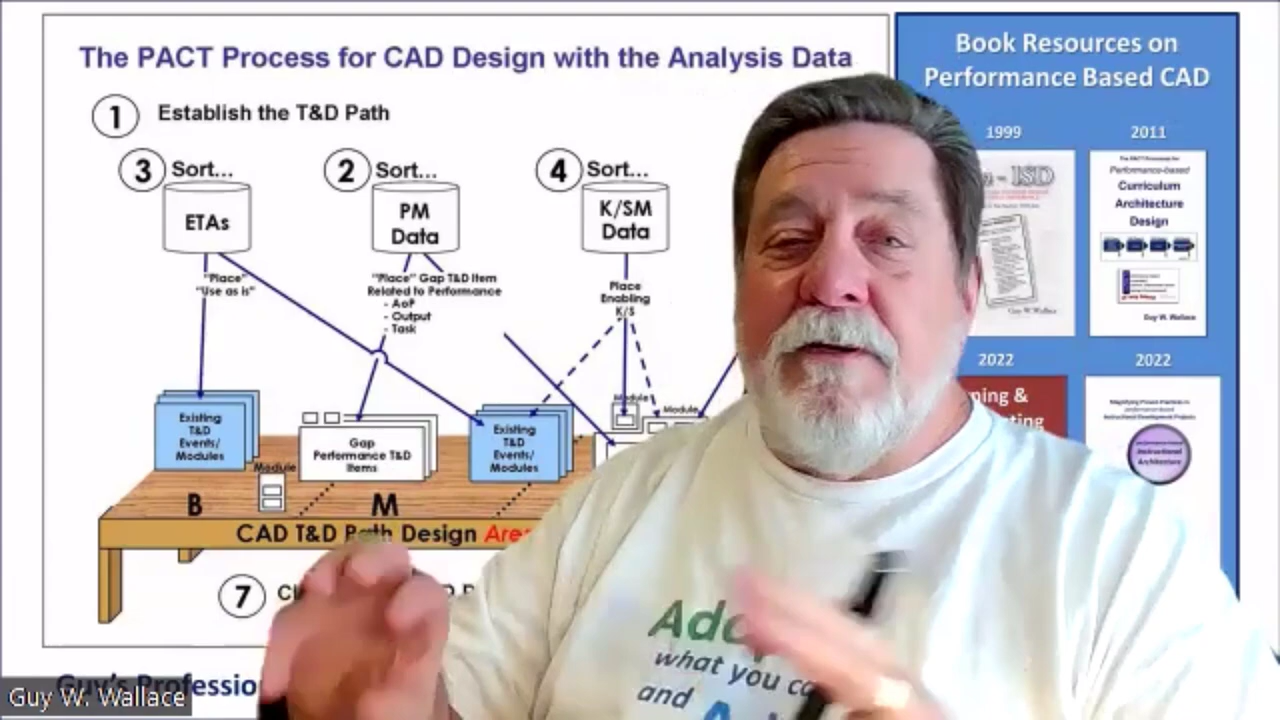 The PACT Process for CAD Design with the Analysis Data
1
Establish the T&D Path
3
Sort...
2
Sort...
4
Sort...
ETAs
PM
Data
K/SM
Data
"Place"
"Use as is"
"Place" Gap T&D Item
Related to Performance
- AoP
- Output
- Task
Place
Enabling
K/S
Existing
T&D
Events/
Modules
Module
Gap
Performance T&D
Items
Existing
T&D
Events/
Modules
Module
Module
B
M
CAD T&D Path Design
7
Book Resources on
Performance Based CAD
1999
2011
ISD
Guy W. Wallace
The PACT Processes for
Performance-based
Curriculum
Architecture
Design
Guy W. Wallace
2022
2022
&
Instructional
Architecture
what you
and
Guy's
Guy W. Wallace